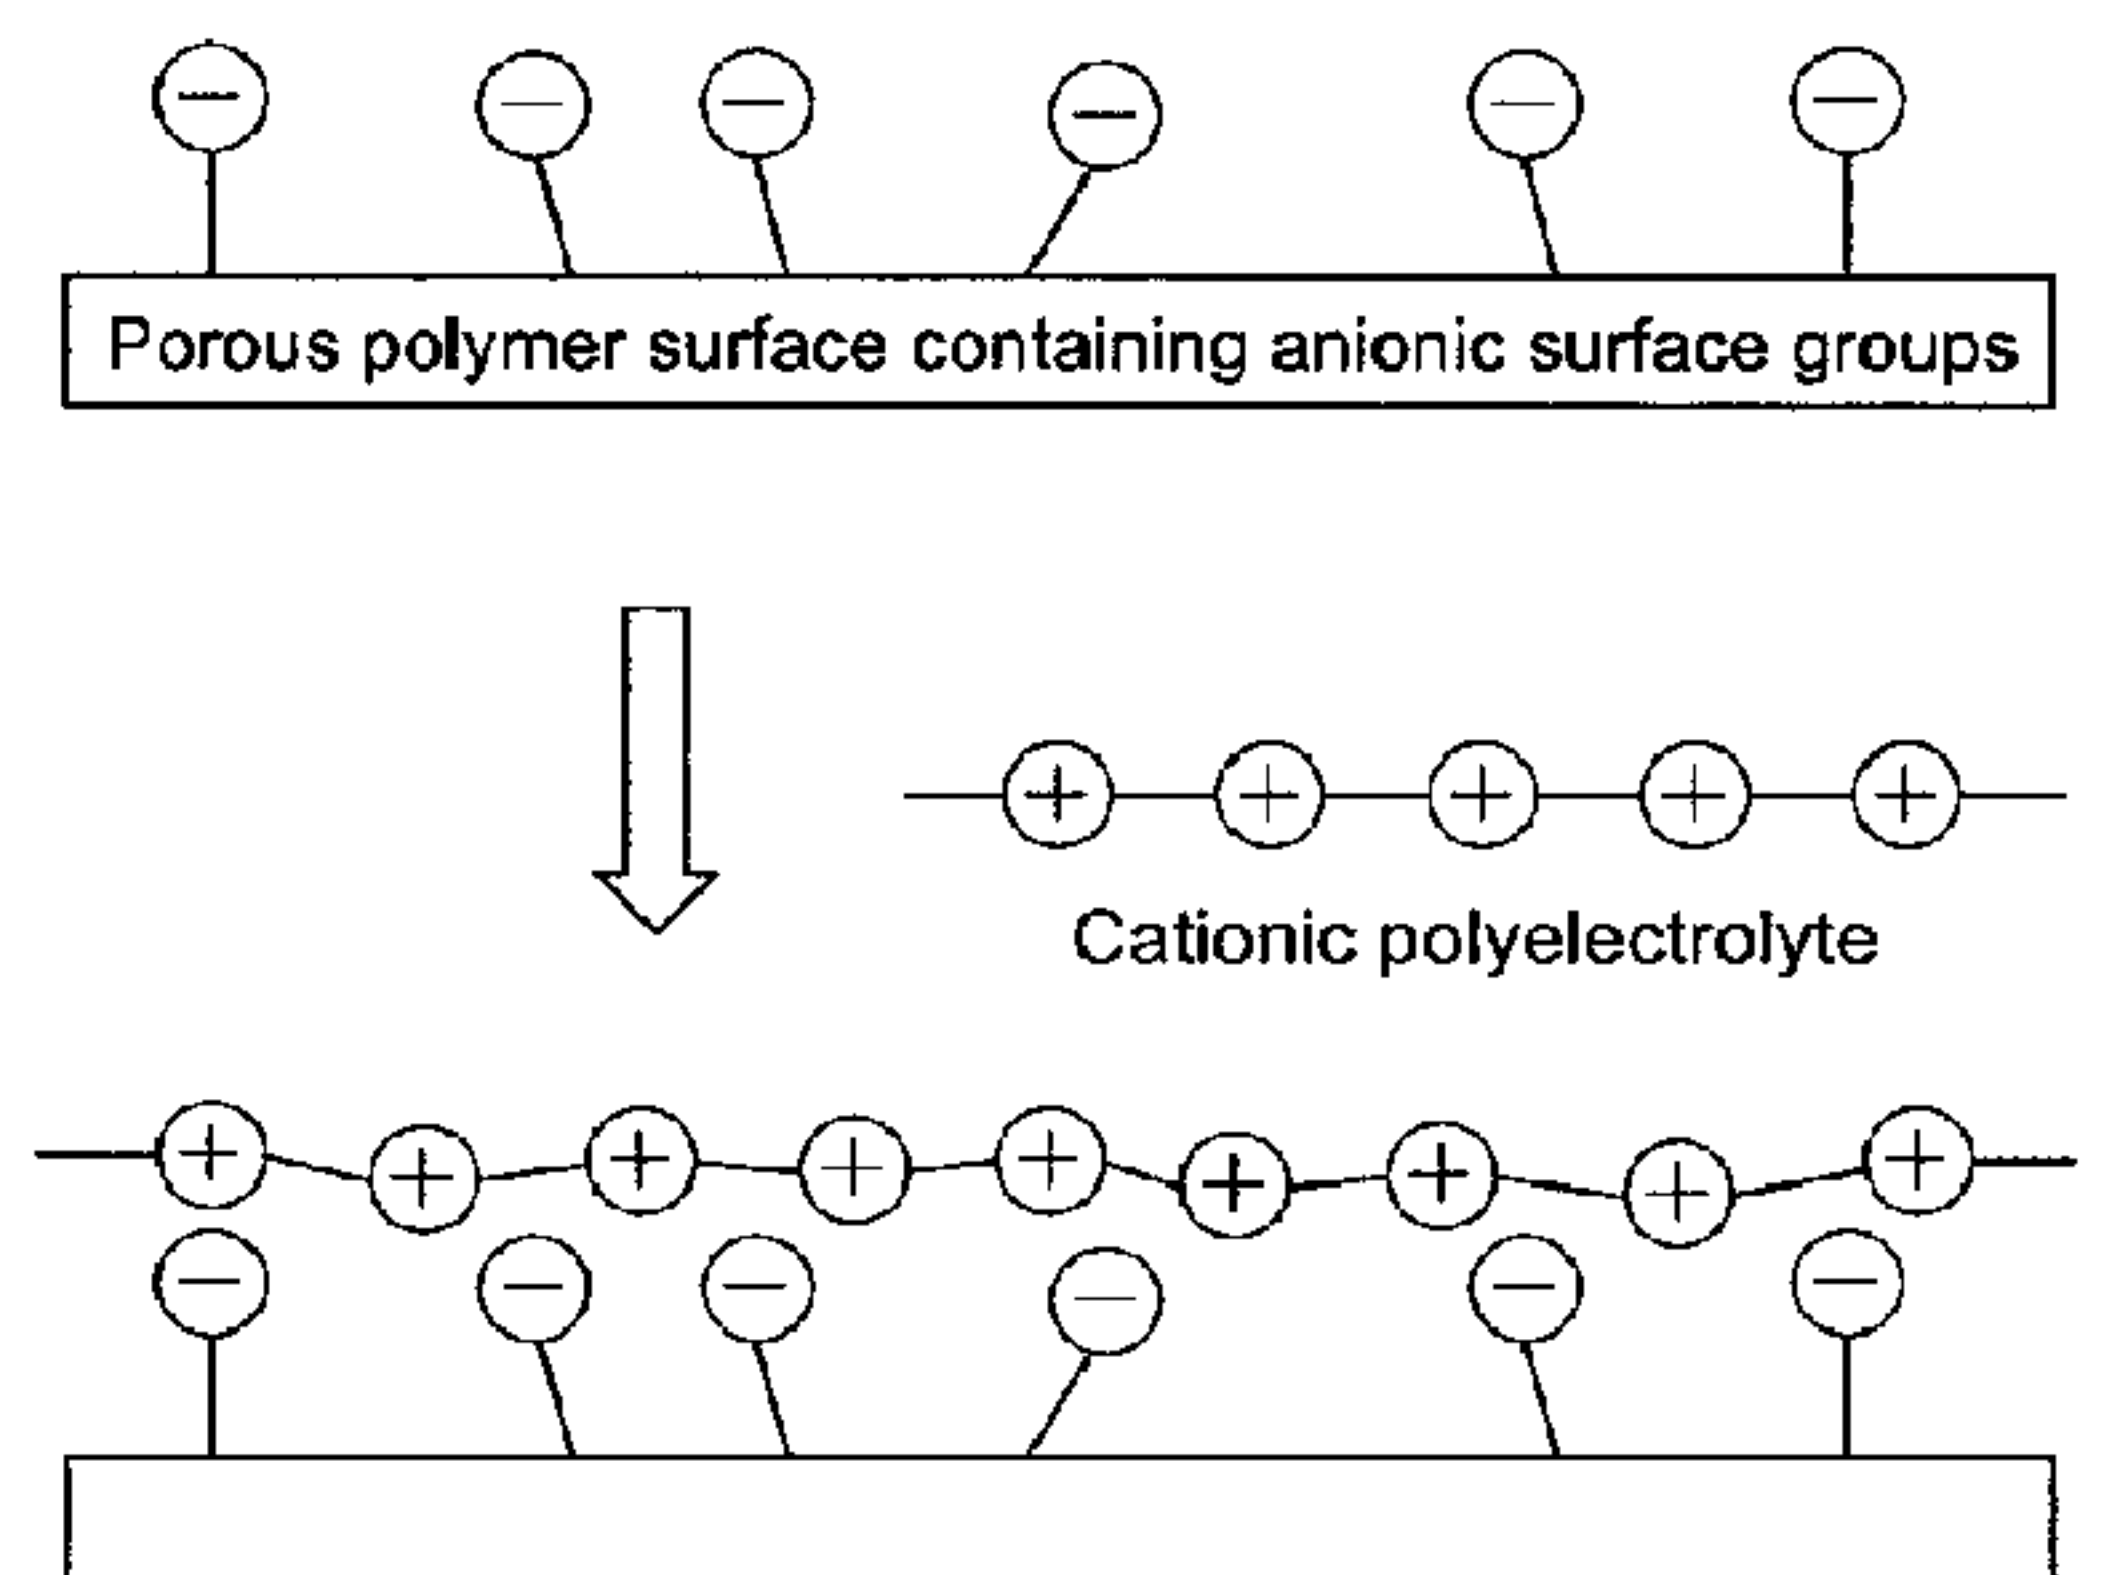 Porous polymer surface containing anionic surface groups
Cationic polyelectrolyte